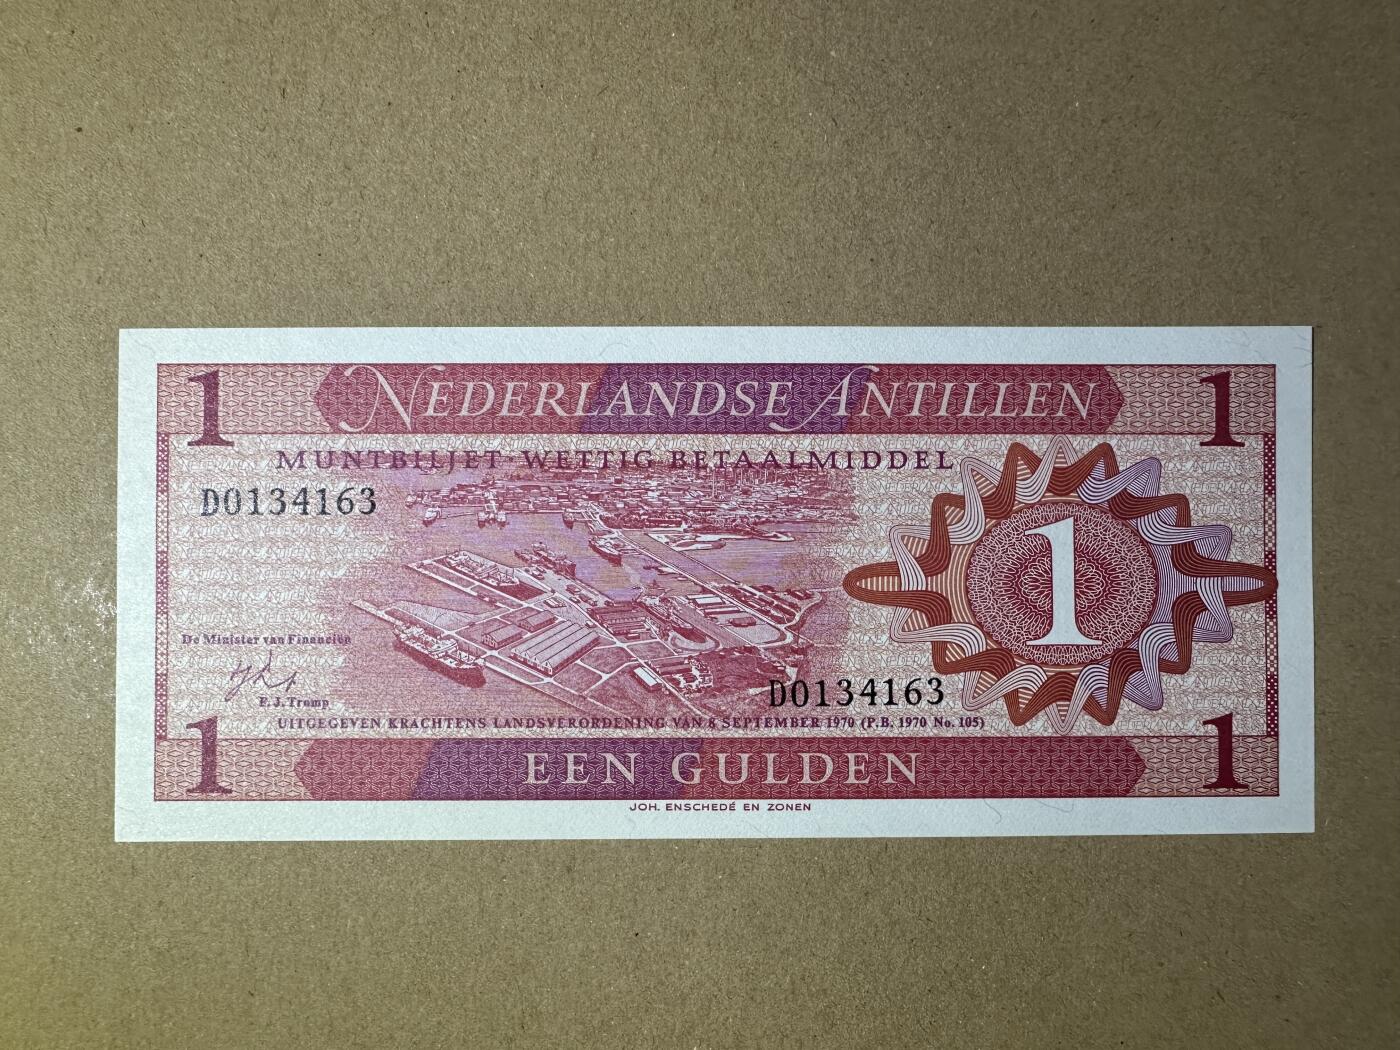 1 NEDERLANDSE ANTILLEN 1
MUNTBILJET-WETTIG BETAALMIDDEL
D0134163
1
De Minister van Financiën
D0134163
UITGEGEVEN KRACHTENS LANDSVERORDENING VAN 8 SEPTEMBER 1970 (P.B. 1970 No. 105)
1 EEN GULDEN 1
JOH. ENSCHEDÉ EN ZONEN